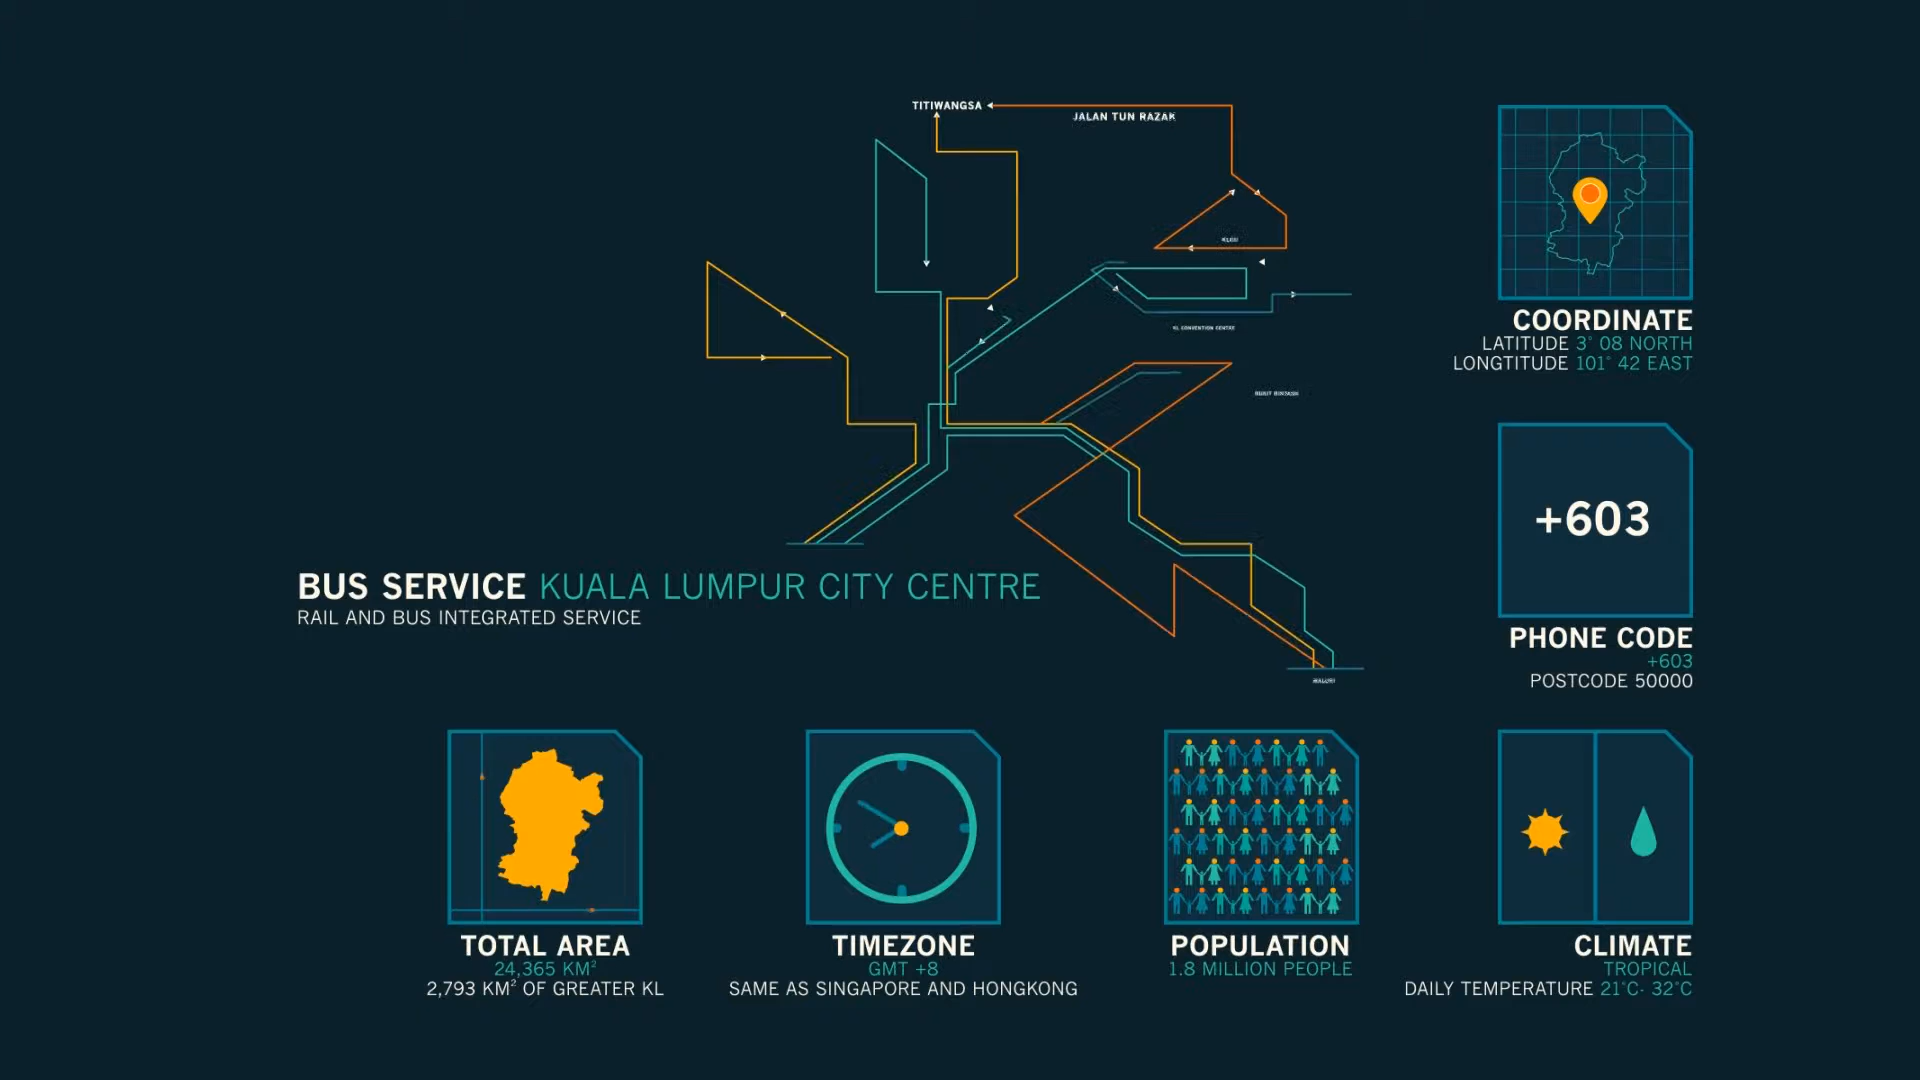 TITIWANGSA
JALAN TUN RAZAK
KL CONVENTION CENTRE
BUS SERVICE KUALA LUMPUR CITY CENTRE
RAIL AND BUS INTEGRATED SERVICE
COORDINATE
LATITUDE 3° 08 NORTH
LONGTITUDE 101° 42 EAST
+603
PHONE CODE
+603
POSTCODE 50000
TOTAL AREA
24,365 KM²
2,793 KM² OF GREATER KL
TIMEZONE
GMT +8
SAME AS SINGAPORE AND HONGKONG
POPULATION
1.8 MILLION PEOPLE
CLIMATE
TROPICAL
DAILY TEMPERATURE 21°C- 32°C